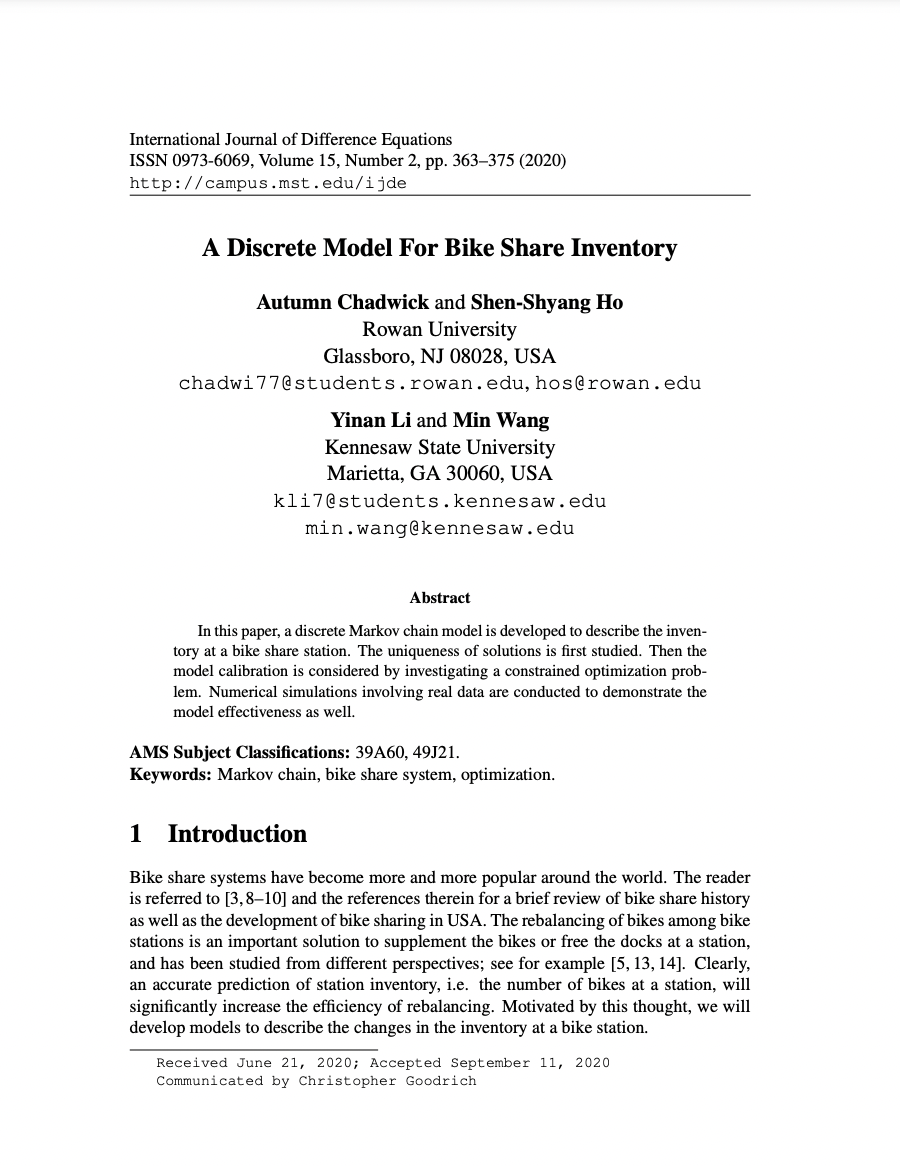 International Journal of Difference Equations
ISSN 0973-6069, Volume 15, Number 2, pp. 363–375 (2020)
http://campus.mst.edu/ijde
A Discrete Model For Bike Share Inventory
Autumn Chadwick and Shen-Shyang Ho
Rowan University
Glassboro, NJ 08028, USA
chadwi77@students.rowan.edu, hos@rowan.edu
Yinan Li and Min Wang
Kennesaw State University
Marietta, GA 30060, USA
kli7@students.kennesaw.edu
min.wang@kennesaw.edu
Abstract
In this paper, a discrete Markov chain model is developed to describe the inven-
tory at a bike share station. The uniqueness of solutions is first studied. Then the
model calibration is considered by investigating a constrained optimization prob-
lem. Numerical simulations involving real data are conducted to demonstrate the
model effectiveness as well.
AMS Subject Classifications: 39A60, 49J21.
Keywords: Markov chain, bike share system, optimization.
1 Introduction
Bike share systems have become more and more popular around the world. The reader
is referred to [3, 8–10] and the references therein for a brief review of bike share history
as well as the development of bike sharing in USA. The rebalancing of bikes among bike
stations is an important solution to supplement the bikes or free the docks at a station,
and has been studied from different perspectives; see for example [5, 13, 14]. Clearly,
an accurate prediction of station inventory, i.e. the number of bikes at a station, will
significantly increase the efficiency of rebalancing. Motivated by this thought, we will
develop models to describe the changes in the inventory at a bike station.
Received June 21, 2020; Accepted September 11, 2020
Communicated by Christopher Goodrich